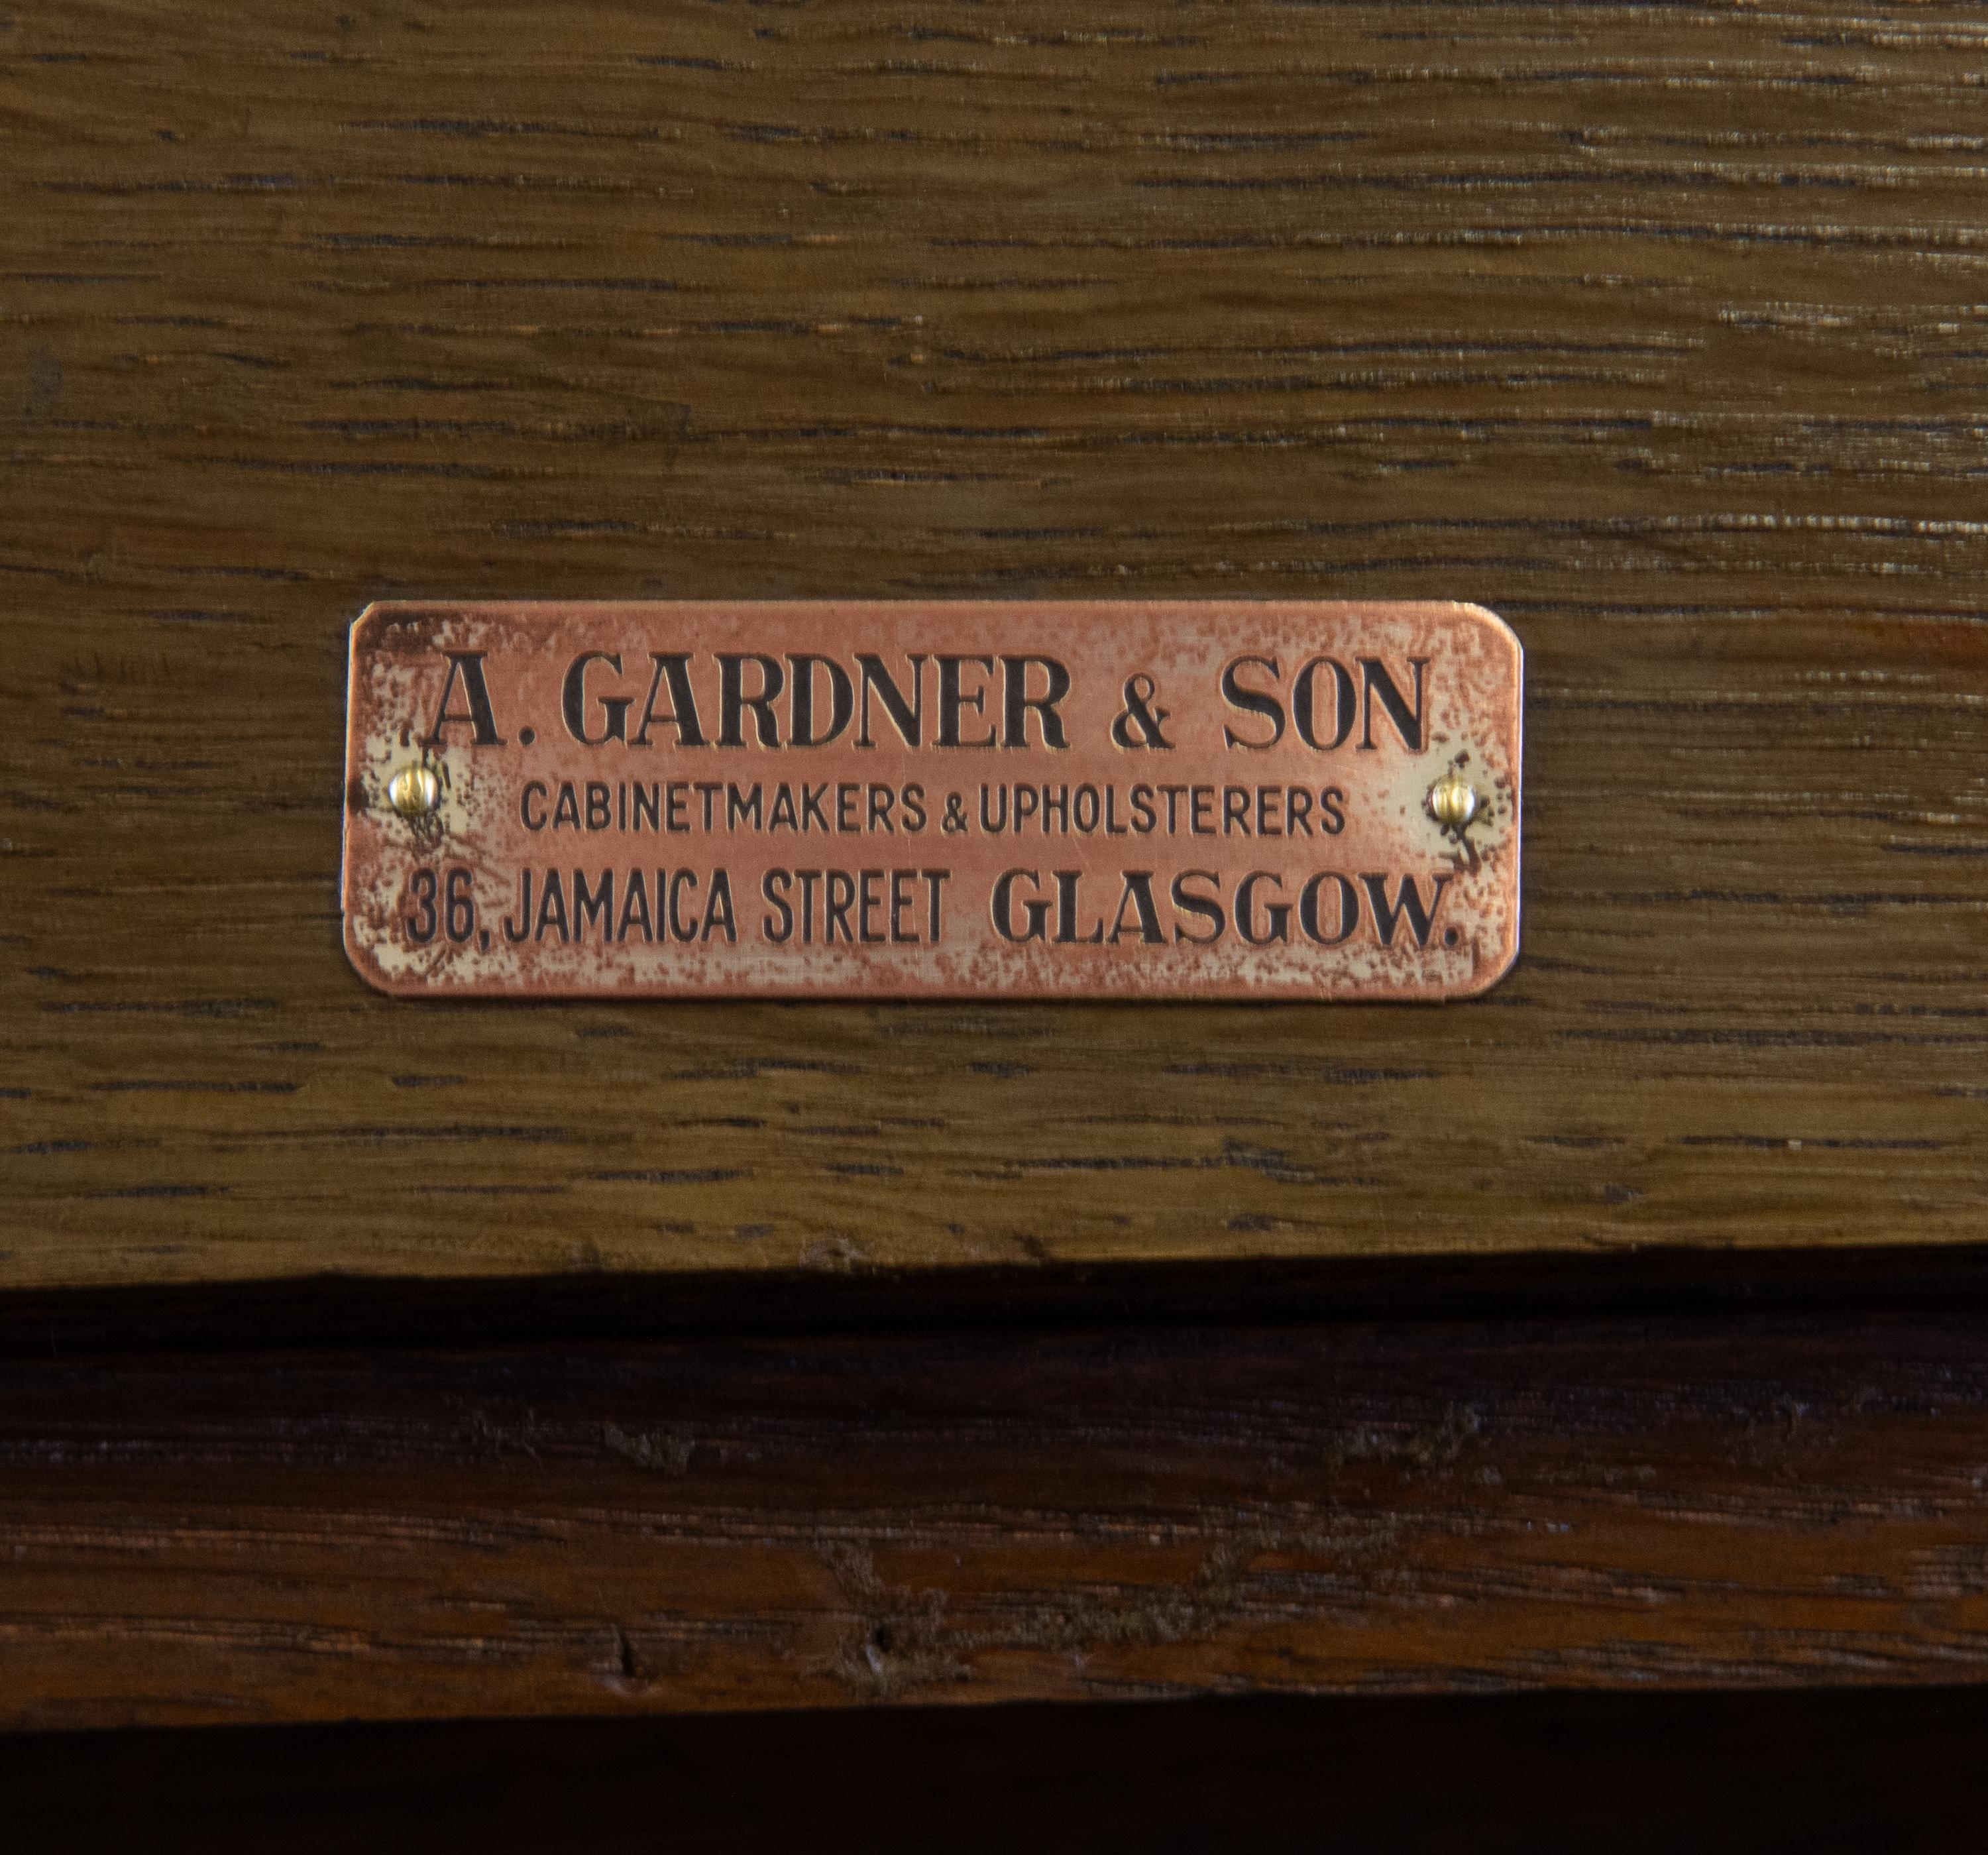 A. GARDNER & SON
CABINETMAKERS & UPHOLSTERERS
36, JAMAICA STREET GLASGOW.